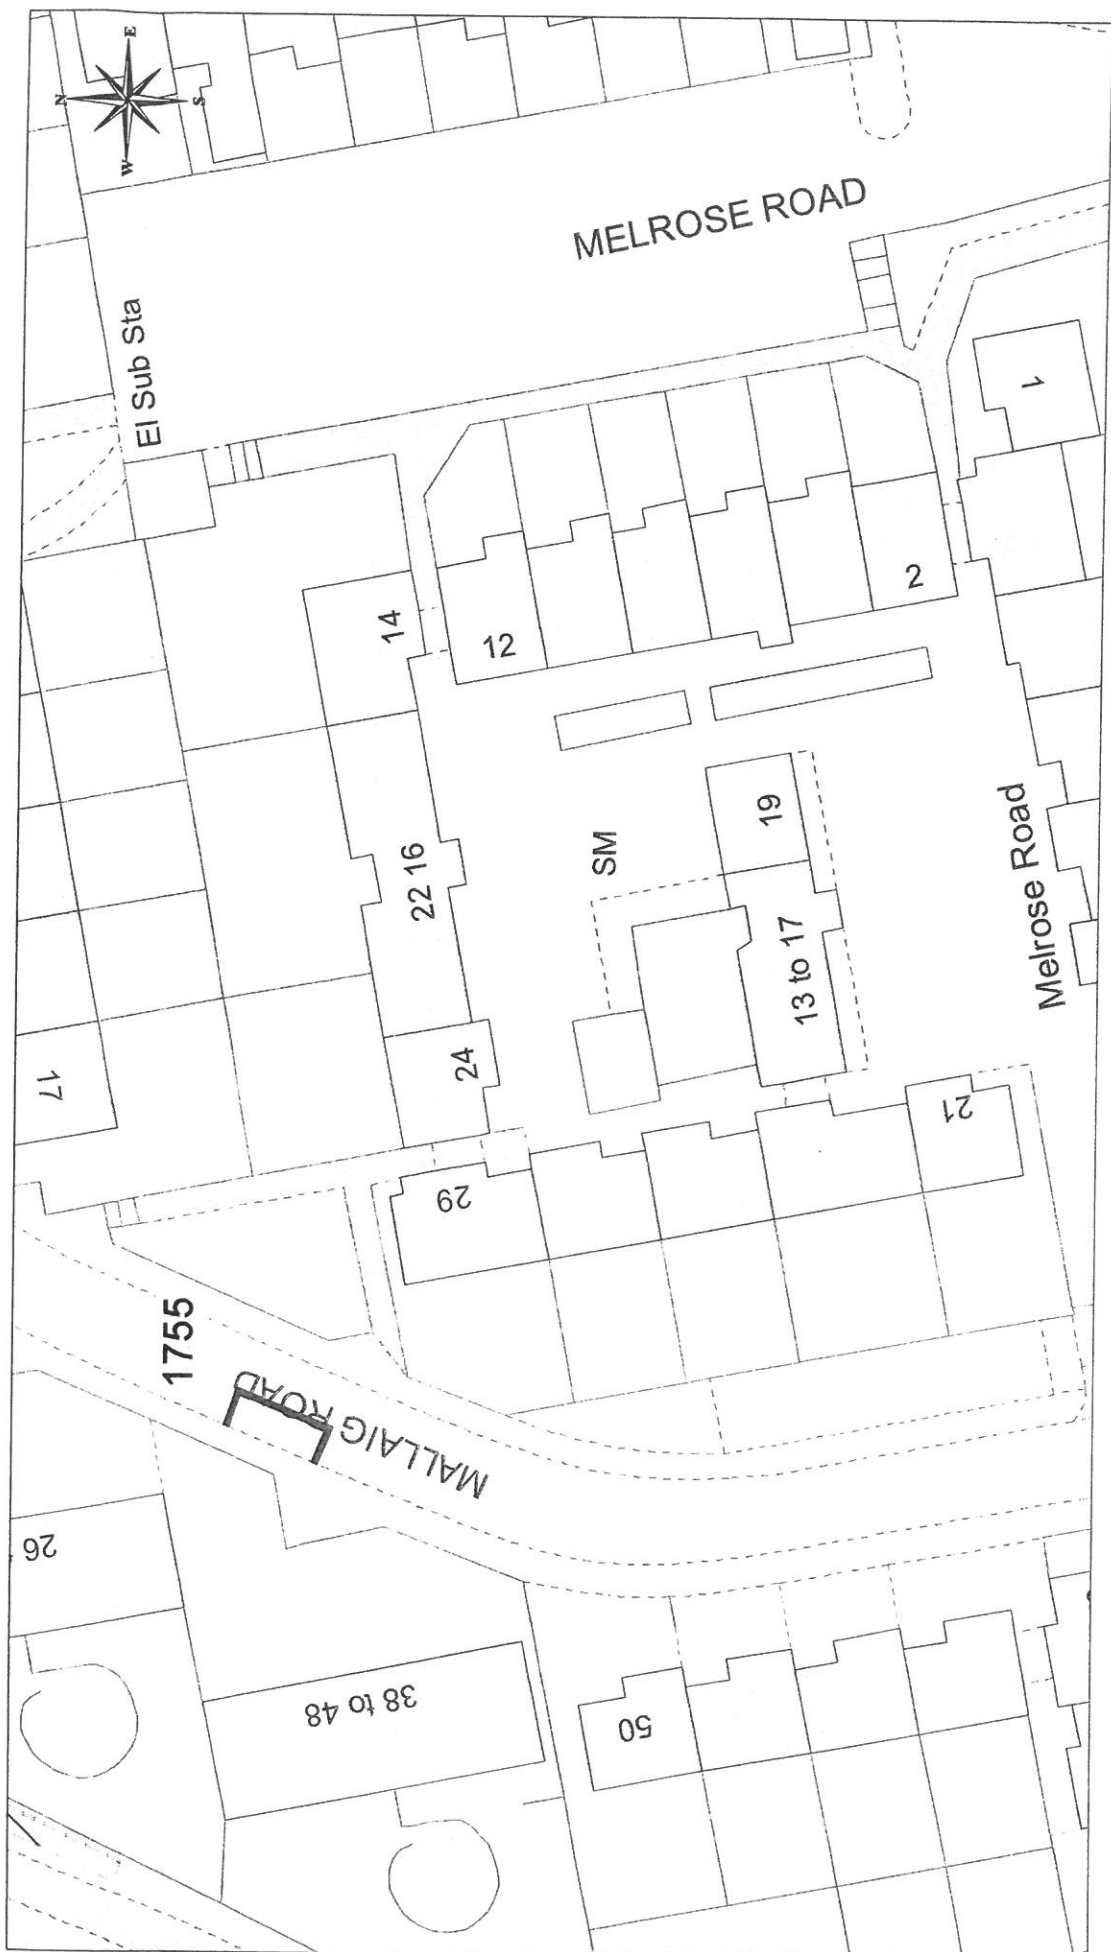 E
N
S
W
MELROSE ROAD
El Sub Sta
1
14
12
2
22 16
SM
19
13 to 17
Melrose Road
17
24
21
29
1755
MALLAIG ROAD
26
38 to 48
50